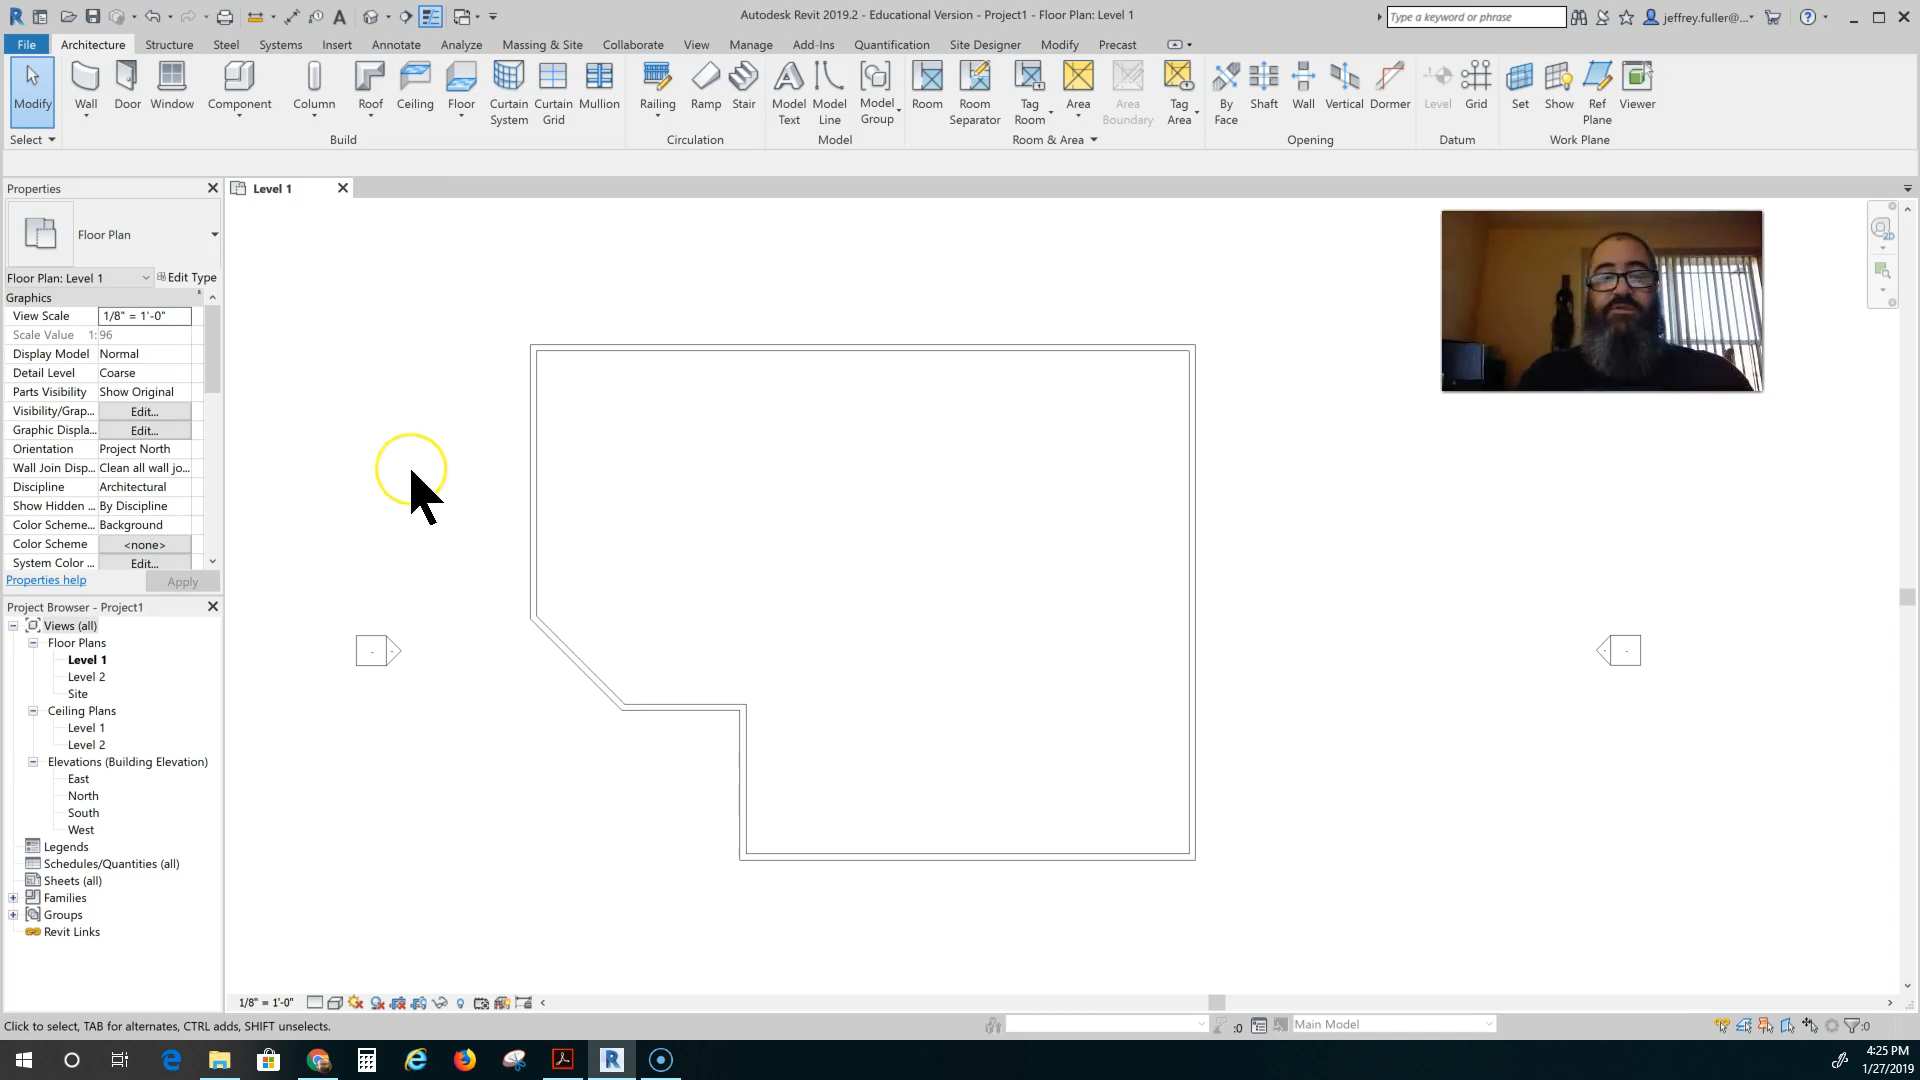 Autodesk Revit 2019.2 - Educational Version - Project1 - Floor Plan: Level 1
Type a keyword or phrase
jeffrey.fuller@...
File Architecture Structure Steel Systems Insert Annotate Analyze Massing & Site Collaborate View Manage Add-Ins Quantification Site Designer Modify Precast
Modify Wall Door Window Component Column Roof Ceiling Floor Curtain System Curtain Grid Mullion Railing Ramp Stair Model Text Model Line Model Group Room Room Separator Tag Room Area Area Boundary Tag Area By Face Shaft Wall Vertical Dormer Level Grid Set Show Ref Plane Viewer
Select Build Circulation Model Room & Area Opening Datum Work Plane
Properties
Level 1
Floor Plan
Floor Plan: Level 1 Edit Type
Graphics
View Scale 1/8" = 1'-0"
Scale Value 1: 96
Display Model Normal
Detail Level Coarse
Parts Visibility Show Original
Visibility/Grap... Edit...
Graphic Displa... Edit...
Orientation Project North
Wall Join Disp... Clean all wall jo...
Discipline Architectural
Show Hidden ... By Discipline
Color Scheme... Background
Color Scheme <none>
System Color ... Edit...
Properties help Apply
Project Browser - Project1
Views (all)
Floor Plans
Level 1
Level 2
Site
Ceiling Plans
Level 1
Level 2
Elevations (Building Elevation)
East
North
South
West
Legends
Schedules/Quantities (all)
Sheets (all)
Families
Groups
Revit Links
2D
1/8" = 1'-0"
Click to select, TAB for alternates, CTRL adds, SHIFT unselects.
:0
Main Model
:0
4:25 PM
1/27/2019